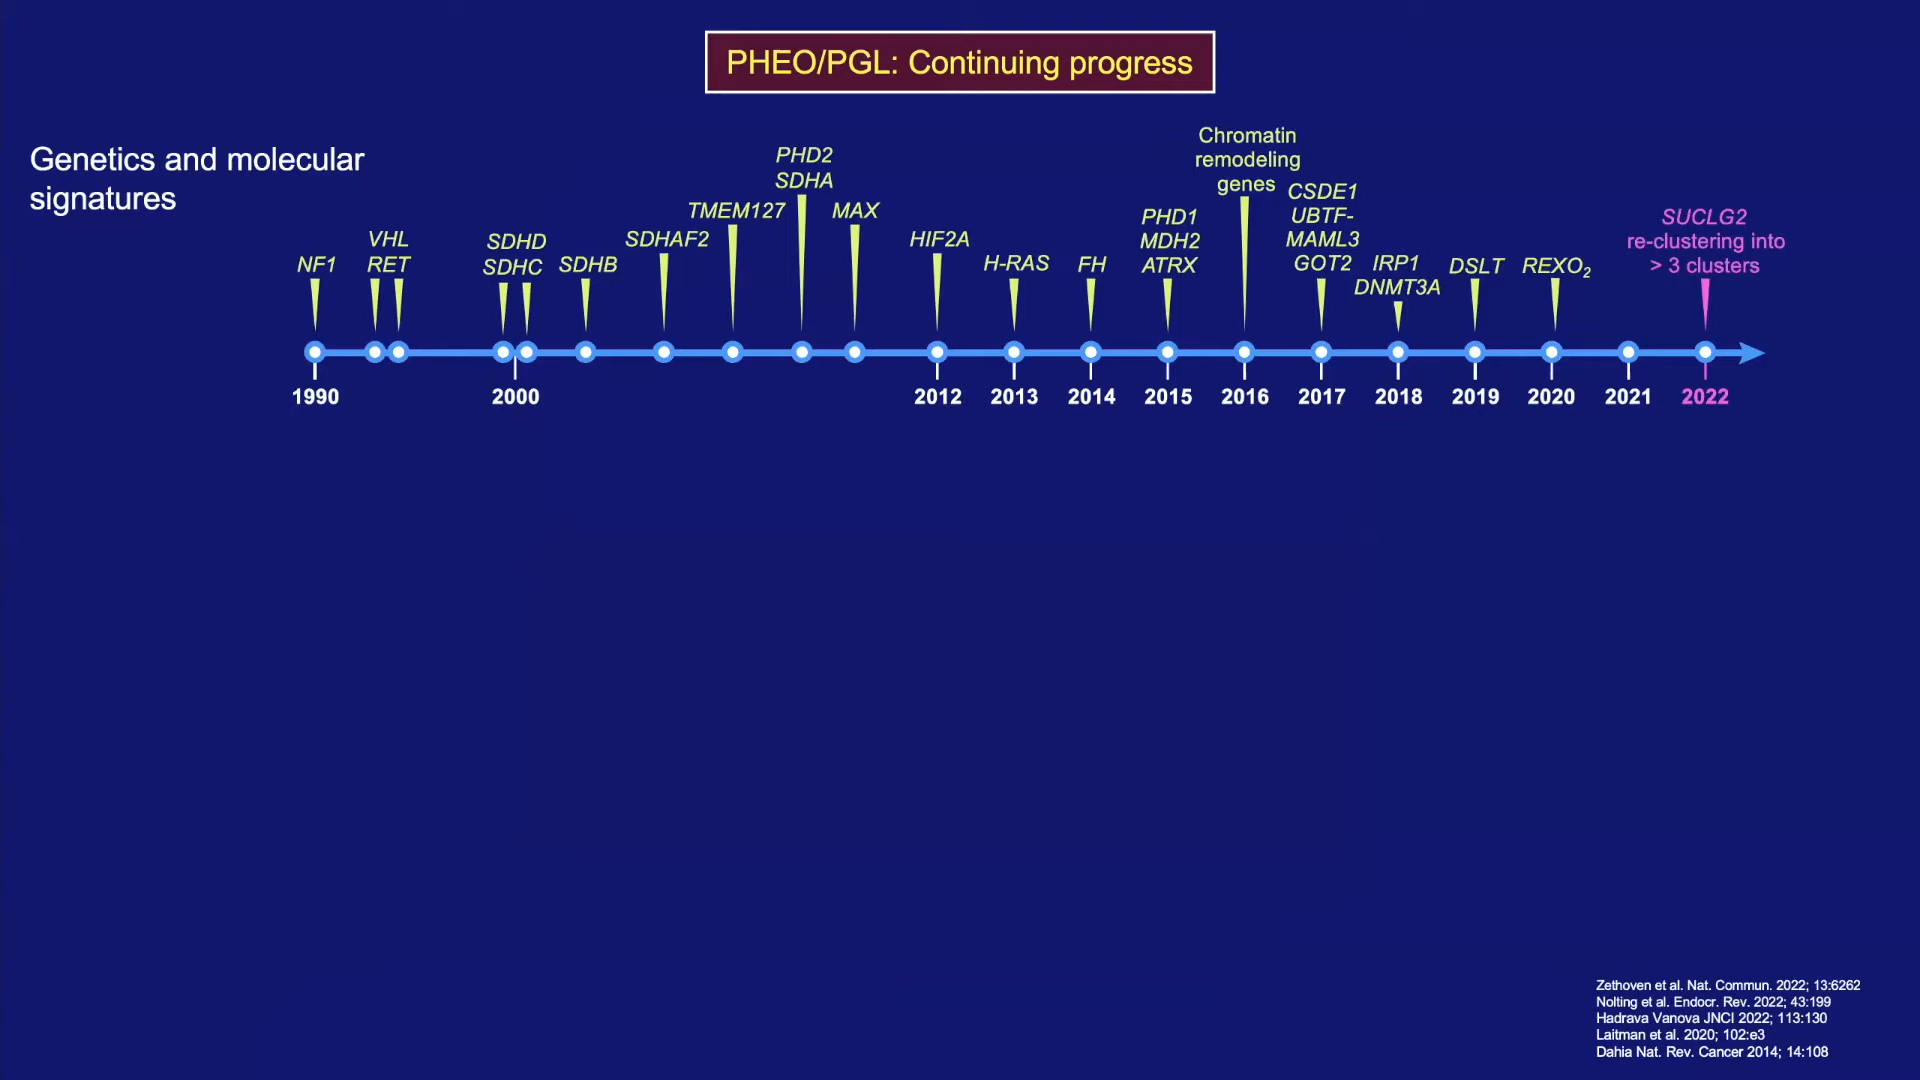 PHEO/PGL: Continuing progress
Genetics and molecular
signatures
NF1
VHL
RET
SDHD
SDHC
SDHB
SDHAF2
TMEM127
PHD2
SDHA
MAX
HIF2A
H-RAS
FH
PHD1
MDH2
ATRX
Chromatin
remodeling
genes
CSDE1
UBTF-
MAML3
GOT2
IRP1
DNMT3A
DSLT
REXO₂
SUCLG2
re-clustering into
> 3 clusters
1990
2000
2012
2013
2014
2015
2016
2017
2018
2019
2020
2021
2022
Zethoven et al. Nat. Commun. 2022; 13:6262
Nolting et al. Endocr. Rev. 2022; 43:199
Hadrava Vanova JNCI 2022; 113:130
Laitman et al. 2020; 102:e3
Dahia Nat. Rev. Cancer 2014; 14:108